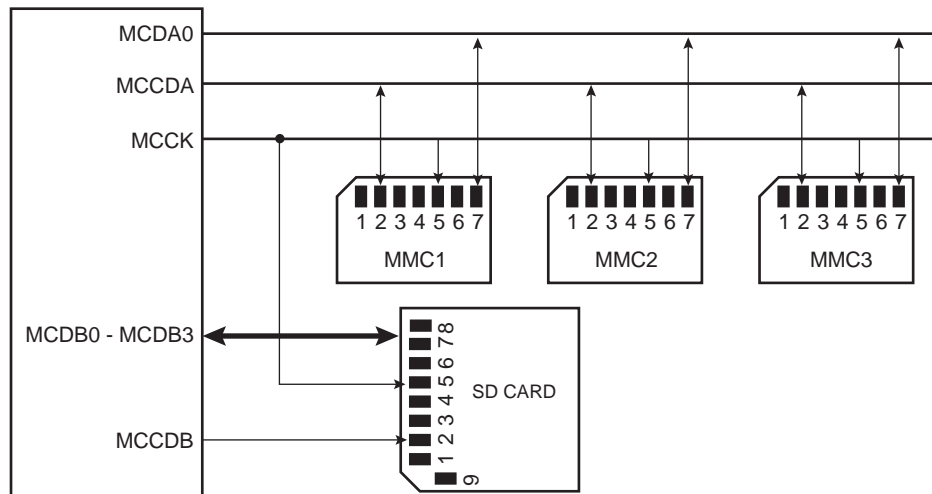 MCDA0
MCCDA
MCCK
1 2 3 4 5 6 7
MMC1
1 2 3 4 5 6 7
MMC2
1 2 3 4 5 6 7
MMC3
MCDB0 - MCDB3
1 2 3 4 5 6 7 8
9
SD CARD
MCCDB